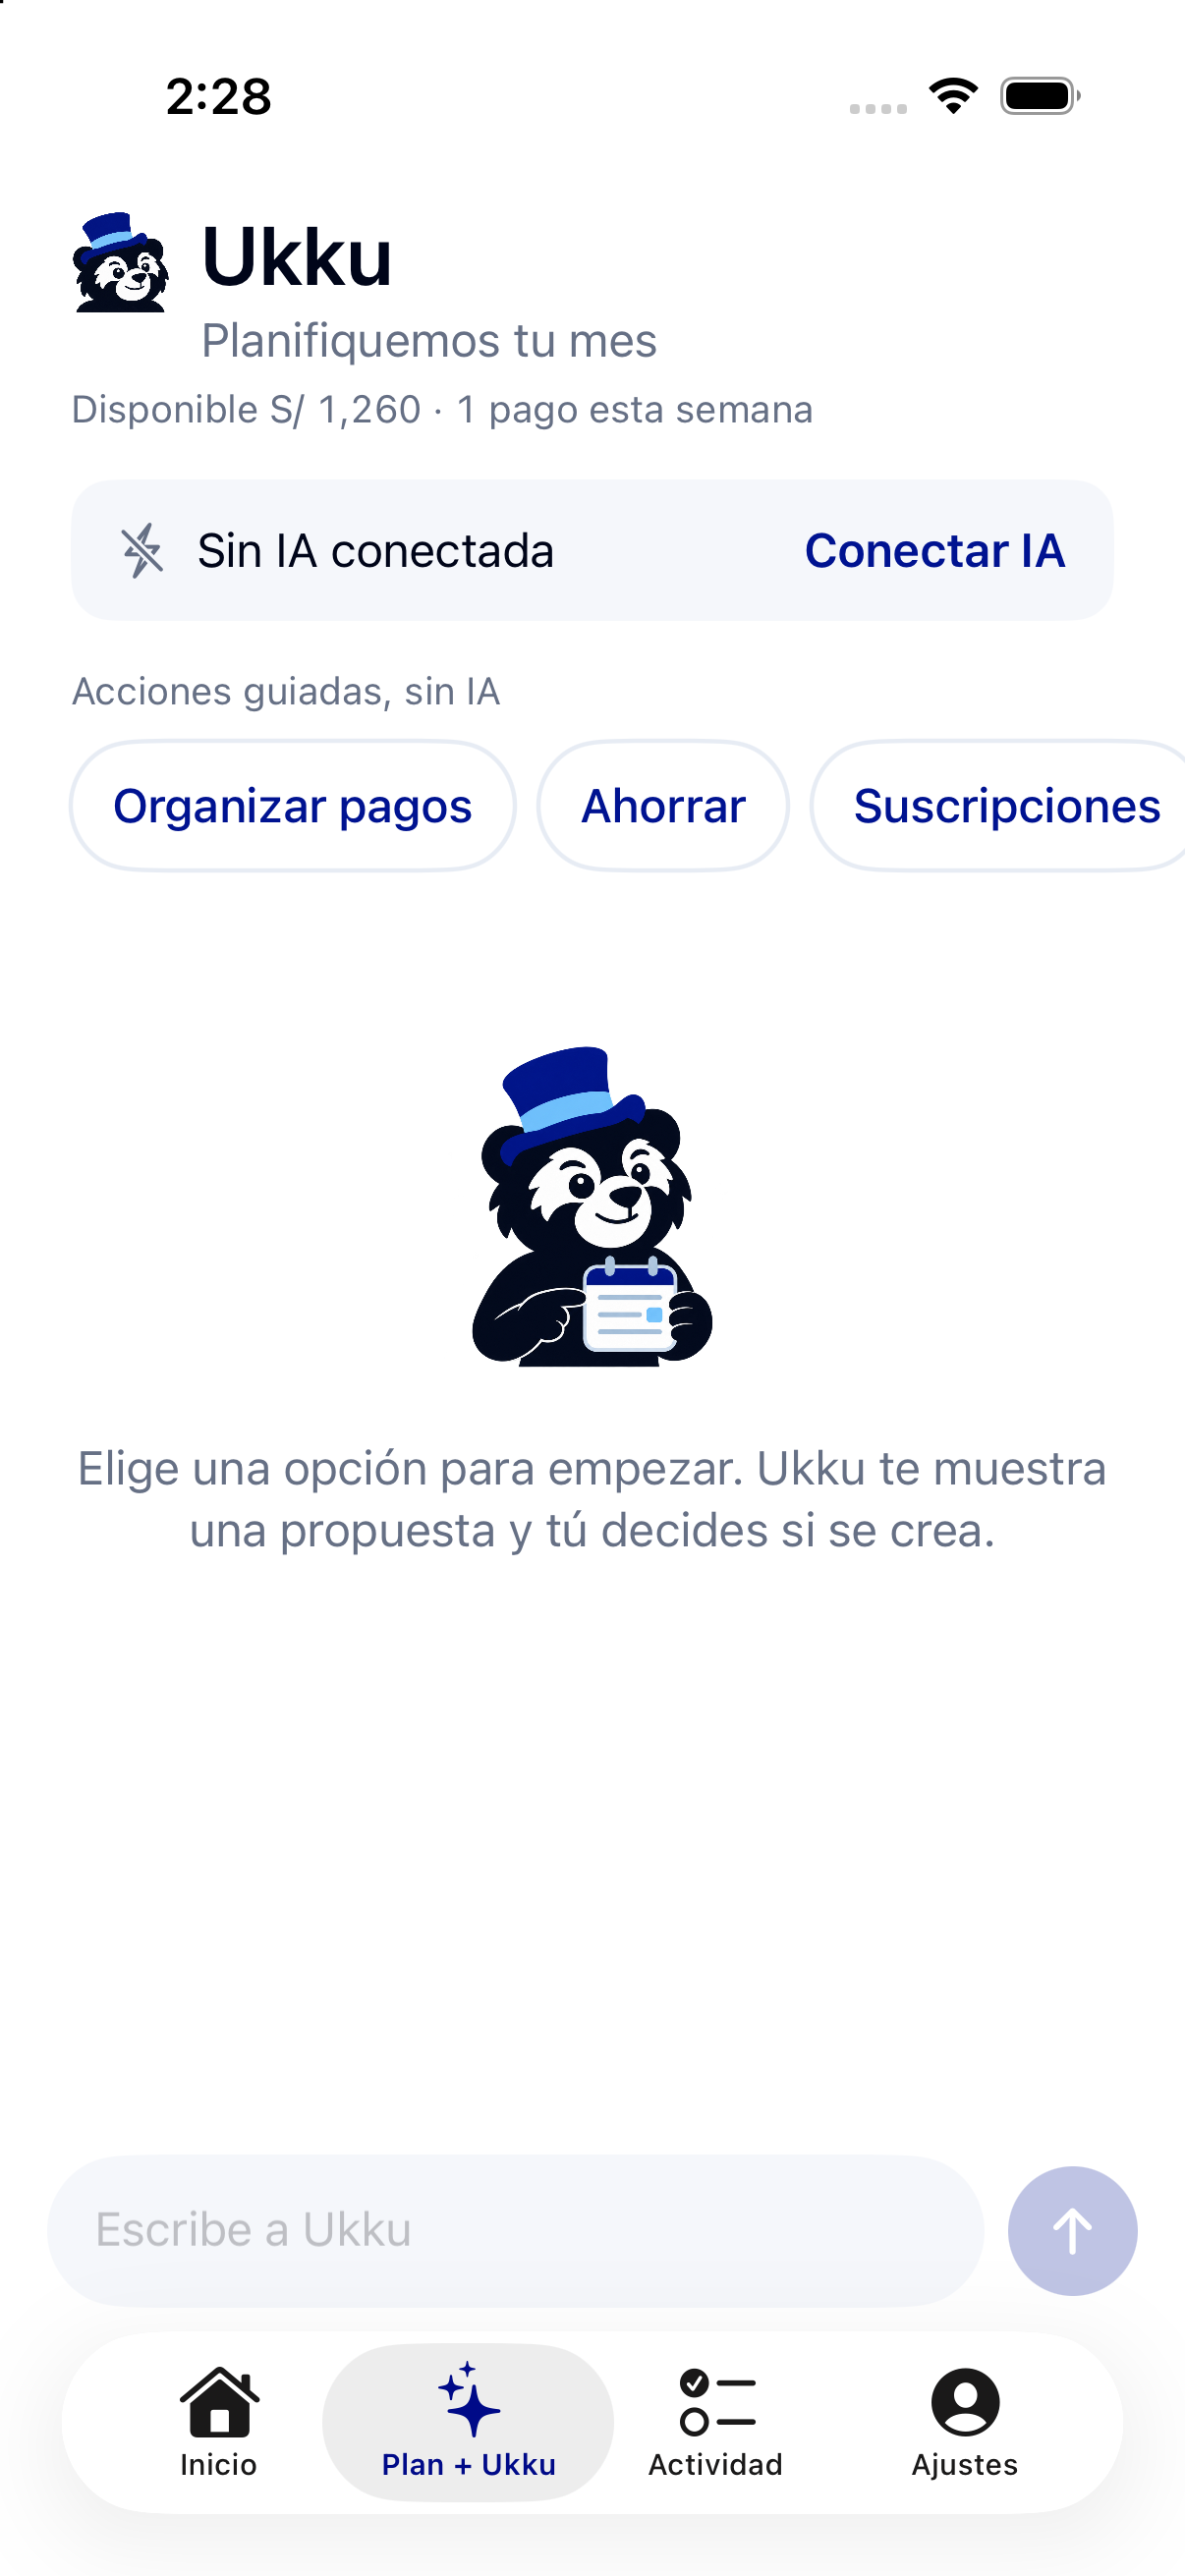 2:28
Ukku
Planifiquemos tu mes
Disponible S/ 1,260 · 1 pago esta semana
Sin IA conectada
Conectar IA
Acciones guiadas, sin IA
Organizar pagos
Ahorrar
Suscripciones
Elige una opción para empezar. Ukku te muestra
una propuesta y tú decides si se crea.
Escribe a Ukku
Inicio
Plan + Ukku
Actividad
Ajustes